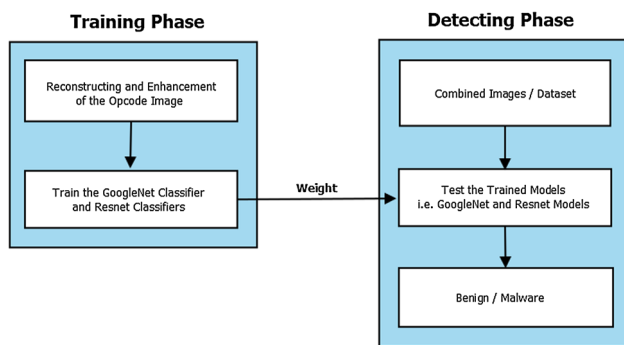 Training Phase
Reconstructing and Enhancement
of the Opcode Image
Train the GoogleNet Classifier
and Resnet Classifiers
Weight
Detecting Phase
Combined Images / Dataset
Test the Trained Models
i.e. GoogleNet and Resnet Models
Benign / Malware